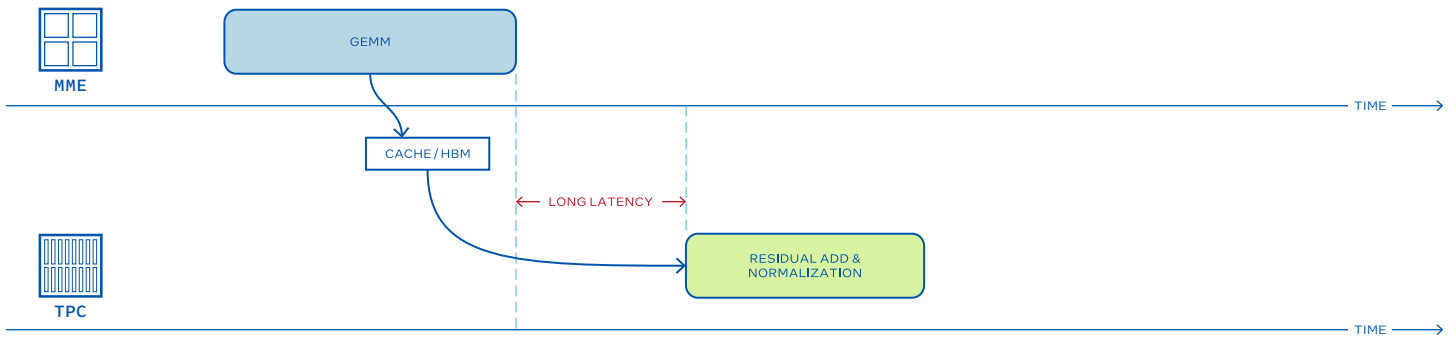 GEMM
MME
TIME
CACHE/HBM
LONG LATENCY
RESIDUAL ADD &
NORMALIZATION
TPC
TIME